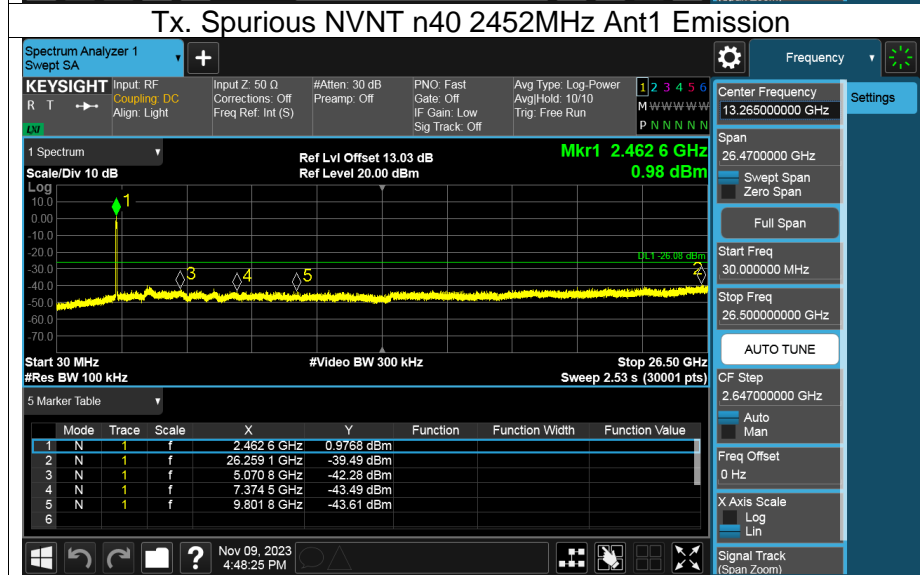 Tx. Spurious NVNT n40 2452MHz Ant1 Emission
Spectrum Analyzer 1
Swept SA
+
Frequency
KEYSIGHT
R T
LXI
Input: RF
Coupling: DC
Align: Light
Input Z: 50 Ω
Corrections: Off
Freq Ref: Int (S)
#Atten: 30 dB
Preamp: Off
PNO: Fast
Gate: Off
IF Gain: Low
Sig Track: Off
Avg Type: Log-Power
Avg|Hold: 10/10
Trig: Free Run
1 2 3 4 5 6
M W W W W W
P N N N N N
1 Spectrum
Scale/Div 10 dB
Ref Lvl Offset 13.03 dB
Ref Level 20.00 dBm
Mkr1 2.462 6 GHz
0.98 dBm
Log
10.0
0.00
-10.0
-20.0
-30.0
-40.0
-50.0
-60.0
-70.0
1
DL1 -26.08 dBm
2
3
4
5
Start 30 MHz
#Res BW 100 kHz
#Video BW 300 kHz
Stop 26.50 GHz
Sweep 2.53 s (30001 pts)
5 Marker Table
Mode Trace Scale X Y Function Function Width Function Value
1 N 1 f 2.462 6 GHz 0.9768 dBm
2 N 1 f 26.259 1 GHz -39.49 dBm
3 N 1 f 5.070 8 GHz -42.28 dBm
4 N 1 f 7.374 5 GHz -43.49 dBm
5 N 1 f 9.801 8 GHz -43.61 dBm
6
?
Nov 09, 2023
4:48:25 PM
Center Frequency
13.265000000 GHz
Settings
Span
26.4700000 GHz
Swept Span
Zero Span
Full Span
Start Freq
30.000000 MHz
Stop Freq
26.500000000 GHz
AUTO TUNE
CF Step
2.647000000 GHz
Auto
Man
Freq Offset
0 Hz
X Axis Scale
Log
Lin
Signal Track
(Span Zoom)